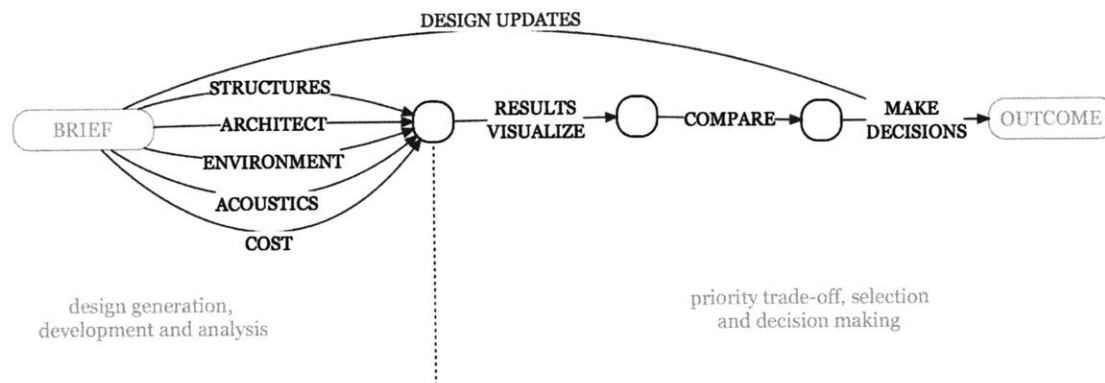 DESIGN UPDATES
STRUCTURES
BRIEF
ARCHITECT
ENVIRONMENT
ACOUSTICS
COST
RESULTS
VISUALIZE
COMPARE
MAKE
DECISIONS
OUTCOME
design generation,
development and analysis
priority trade-off, selection
and decision making